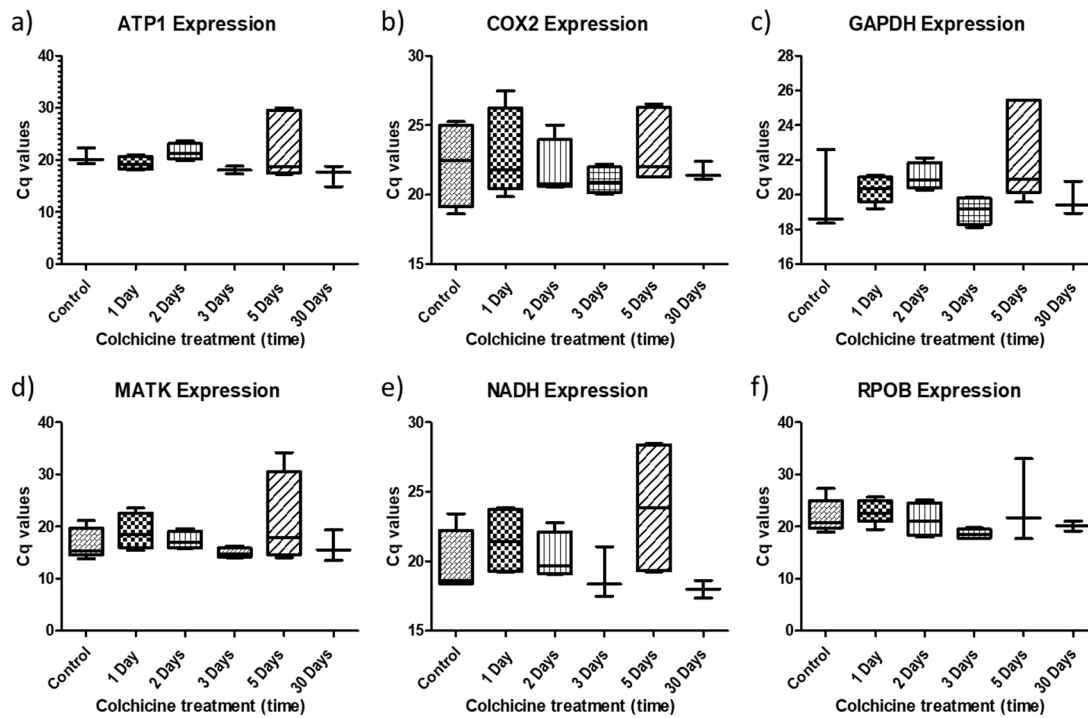 a) ATP1 Expression
40
30
20
10
0
Cq values
Control
1 Day
2 Days
3 Days
5 Days
30 Days
Colchicine treatment (time)
b) COX2 Expression
30
25
20
15
Cq values
Control
1 Day
2 Days
3 Days
5 Days
30 Days
Colchicine treatment (time)
c) GAPDH Expression
28
26
24
22
20
18
16
Cq values
Control
1 Day
2 Days
3 Days
5 Days
30 Days
Colchicine treatment (time)
d) MATK Expression
40
30
20
10
0
Cq values
Control
1 Day
2 Days
3 Days
5 Days
30 Days
Colchicine treatment (time)
e) NADH Expression
30
25
20
15
Cq values
Control
1 Day
2 Days
3 Days
5 Days
30 Days
Colchicine treatment (time)
f) RPOB Expression
40
30
20
10
0
Cq values
Control
1 Day
2 Days
3 Days
5 Days
30 Days
Colchicine treatment (time)